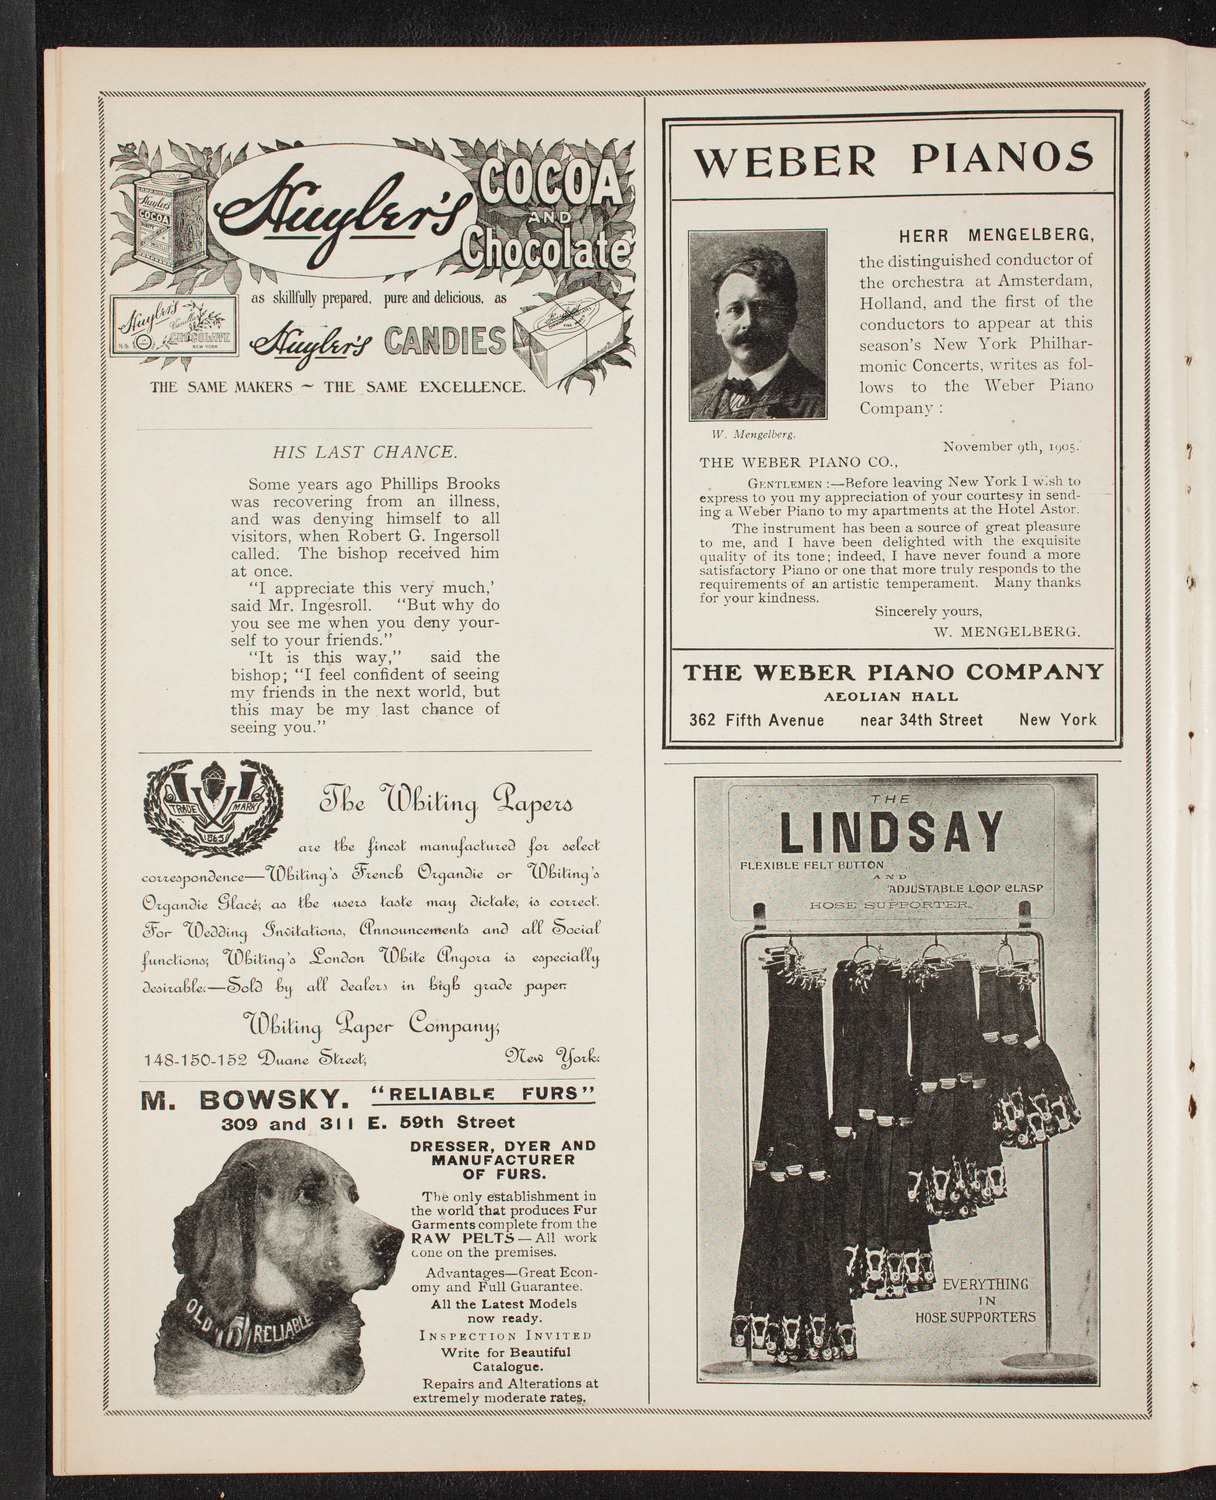 Huyler's
COCOA
AND
Chocolate
Huyler's
COCOA
as skillfully prepared, pure and delicious, as
Huyler's CANDIES
Huyler's
CHOCOLATE
NEW YORK
THE SAME MAKERS ~ THE SAME EXCELLENCE.
HIS LAST CHANCE.
Some years ago Phillips Brooks
was recovering from an illness,
and was denying himself to all
visitors, when Robert G. Ingersoll
called. The bishop received him
at once.
"I appreciate this very much,'
said Mr. Ingesroll. "But why do
you see me when you deny your-
self to your friends."
"It is this way," said the
bishop; "I feel confident of seeing
my friends in the next world, but
this may be my last chance of
seeing you."
TRADE MARK
1865
The Whiting Papers
are the finest manufactured for select
correspondence—Whiting's French Organdie or Whiting's
Organdie Glacé, as the users taste may dictate, is correct.
For Wedding Invitations, Announcements and all Social
functions, Whiting's London White Angora is especially
desirable.—Sold by all dealers in high grade paper.
Whiting Paper Company,
148-150-152 Duane Street, New York.
M. BOWSKY. "RELIABLE FURS"
309 and 311 E. 59th Street
DRESSER, DYER AND
MANUFACTURER
OF FURS.
The only establishment in
the world that produces Fur
Garments complete from the
RAW PELTS—All work
done on the premises.
Advantages—Great Econ-
omy and Full Guarantee.
All the Latest Models
now ready.
INSPECTION INVITED
Write for Beautiful
Catalogue.
Repairs and Alterations at
extremely moderate rates.
OLD RELIABLE
WEBER PIANOS
HERR MENGELBERG,
the distinguished conductor of
the orchestra at Amsterdam,
Holland, and the first of the
conductors to appear at this
season's New York Philhar-
monic Concerts, writes as fol-
lows to the Weber Piano
Company :
W. Mengelberg.
November 9th, 1905.
THE WEBER PIANO CO.,
GENTLEMEN :—Before leaving New York I wish to
express to you my appreciation of your courtesy in send-
ing a Weber Piano to my apartments at the Hotel Astor.
The instrument has been a source of great pleasure
to me, and I have been delighted with the exquisite
quality of its tone; indeed, I have never found a more
satisfactory Piano or one that more truly responds to the
requirements of an artistic temperament. Many thanks
for your kindness.
Sincerely yours,
W. MENGELBERG.
THE WEBER PIANO COMPANY
AEOLIAN HALL
362 Fifth Avenue near 34th Street New York
THE
LINDSAY
FLEXIBLE FELT BUTTON
AND
ADJUSTABLE LOOP CLASP
HOSE SUPPORTER.
EVERYTHING
IN
HOSE SUPPORTERS